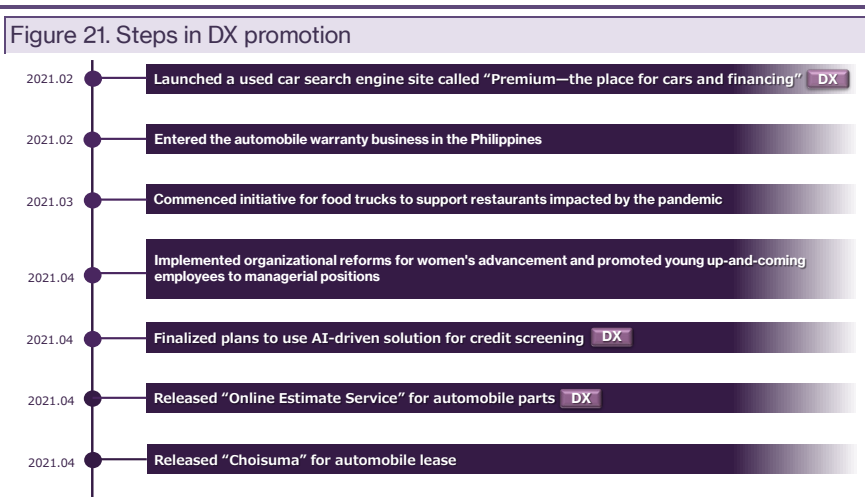 Figure 21. Steps in DX promotion
2021.02
Launched a used car search engine site called “Premium—the place for cars and financing” DX
2021.02
Entered the automobile warranty business in the Philippines
2021.03
Commenced initiative for food trucks to support restaurants impacted by the pandemic
2021.04
Implemented organizational reforms for women's advancement and promoted young up-and-coming
employees to managerial positions
2021.04
Finalized plans to use AI-driven solution for credit screening DX
2021.04
Released “Online Estimate Service” for automobile parts DX
2021.04
Released “Choisuma” for automobile lease